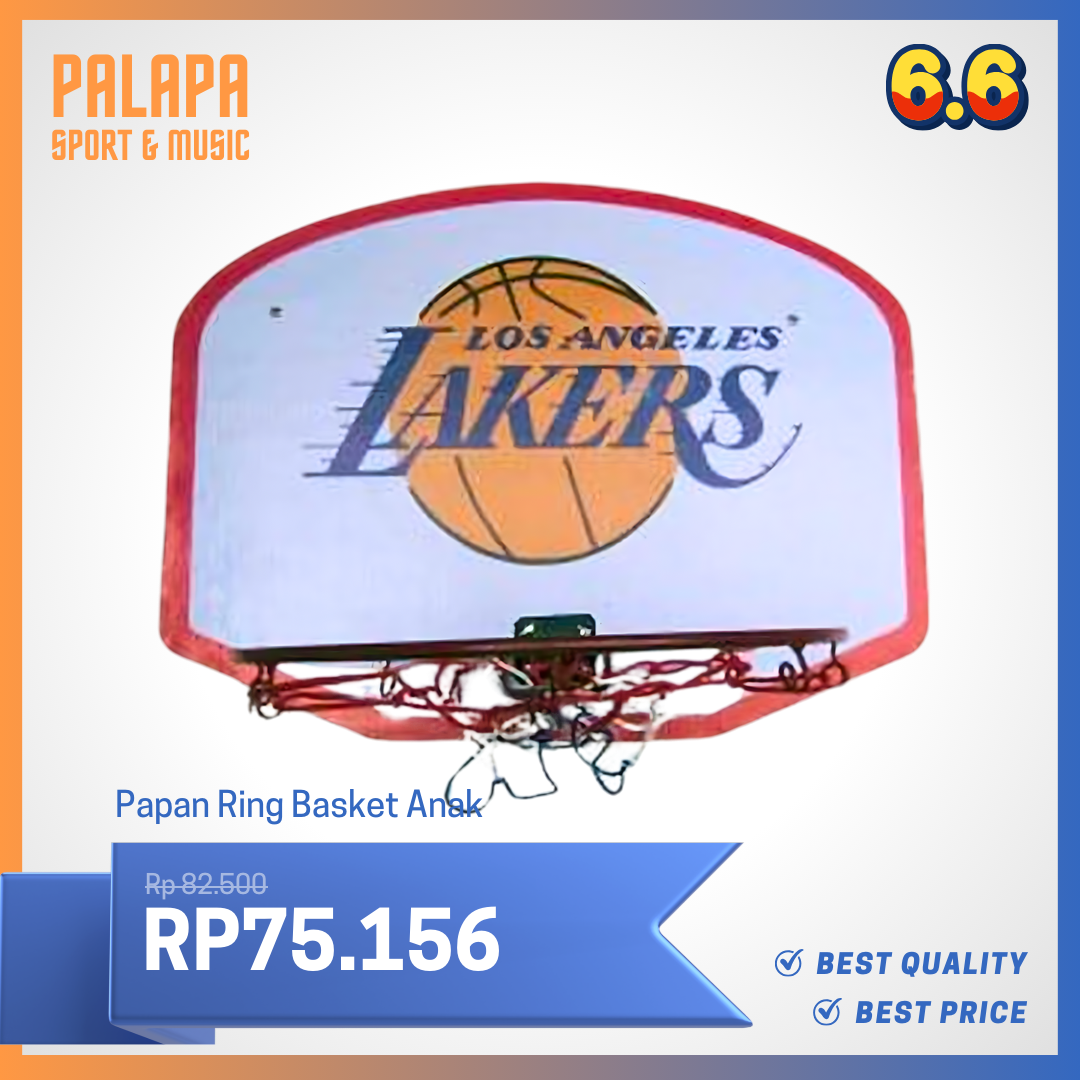 PALAPA
SPORT & MUSIC
6.6
LOS ANGELES
LAKERS
Papan Ring Basket Anak
Rp 82.500
RP75.156
BEST QUALITY
BEST PRICE